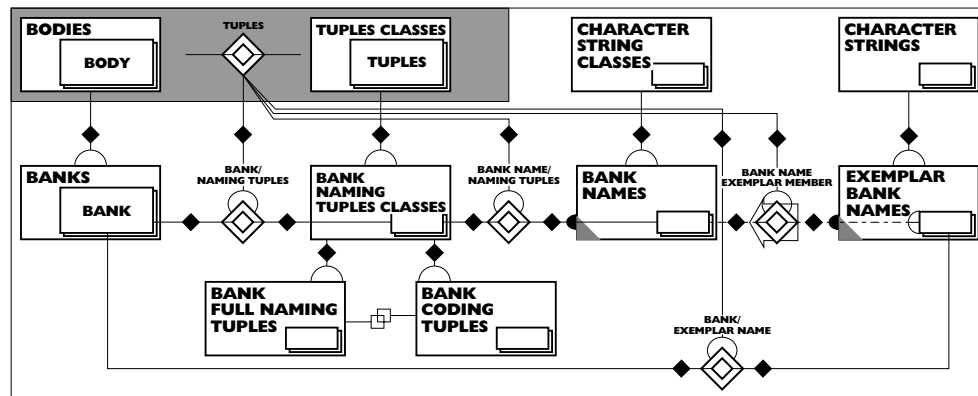 BODIES
BODY
TUPLES
TUPLES CLASSES
TUPLES
CHARACTER
STRING
CLASSES
CHARACTER
STRINGS
BANKS
BANK
BANK/
NAMING TUPLES
BANK
NAMING
TUPLES CLASSES
BANK NAME/
NAMING TUPLES
BANK
NAMES
BANK NAME
EXEMPLAR MEMBER
EXEMPLAR
BANK
NAMES
BANK
FULL NAMING
TUPLES
BANK
CODING
TUPLES
BANK/
EXEMPLAR NAME